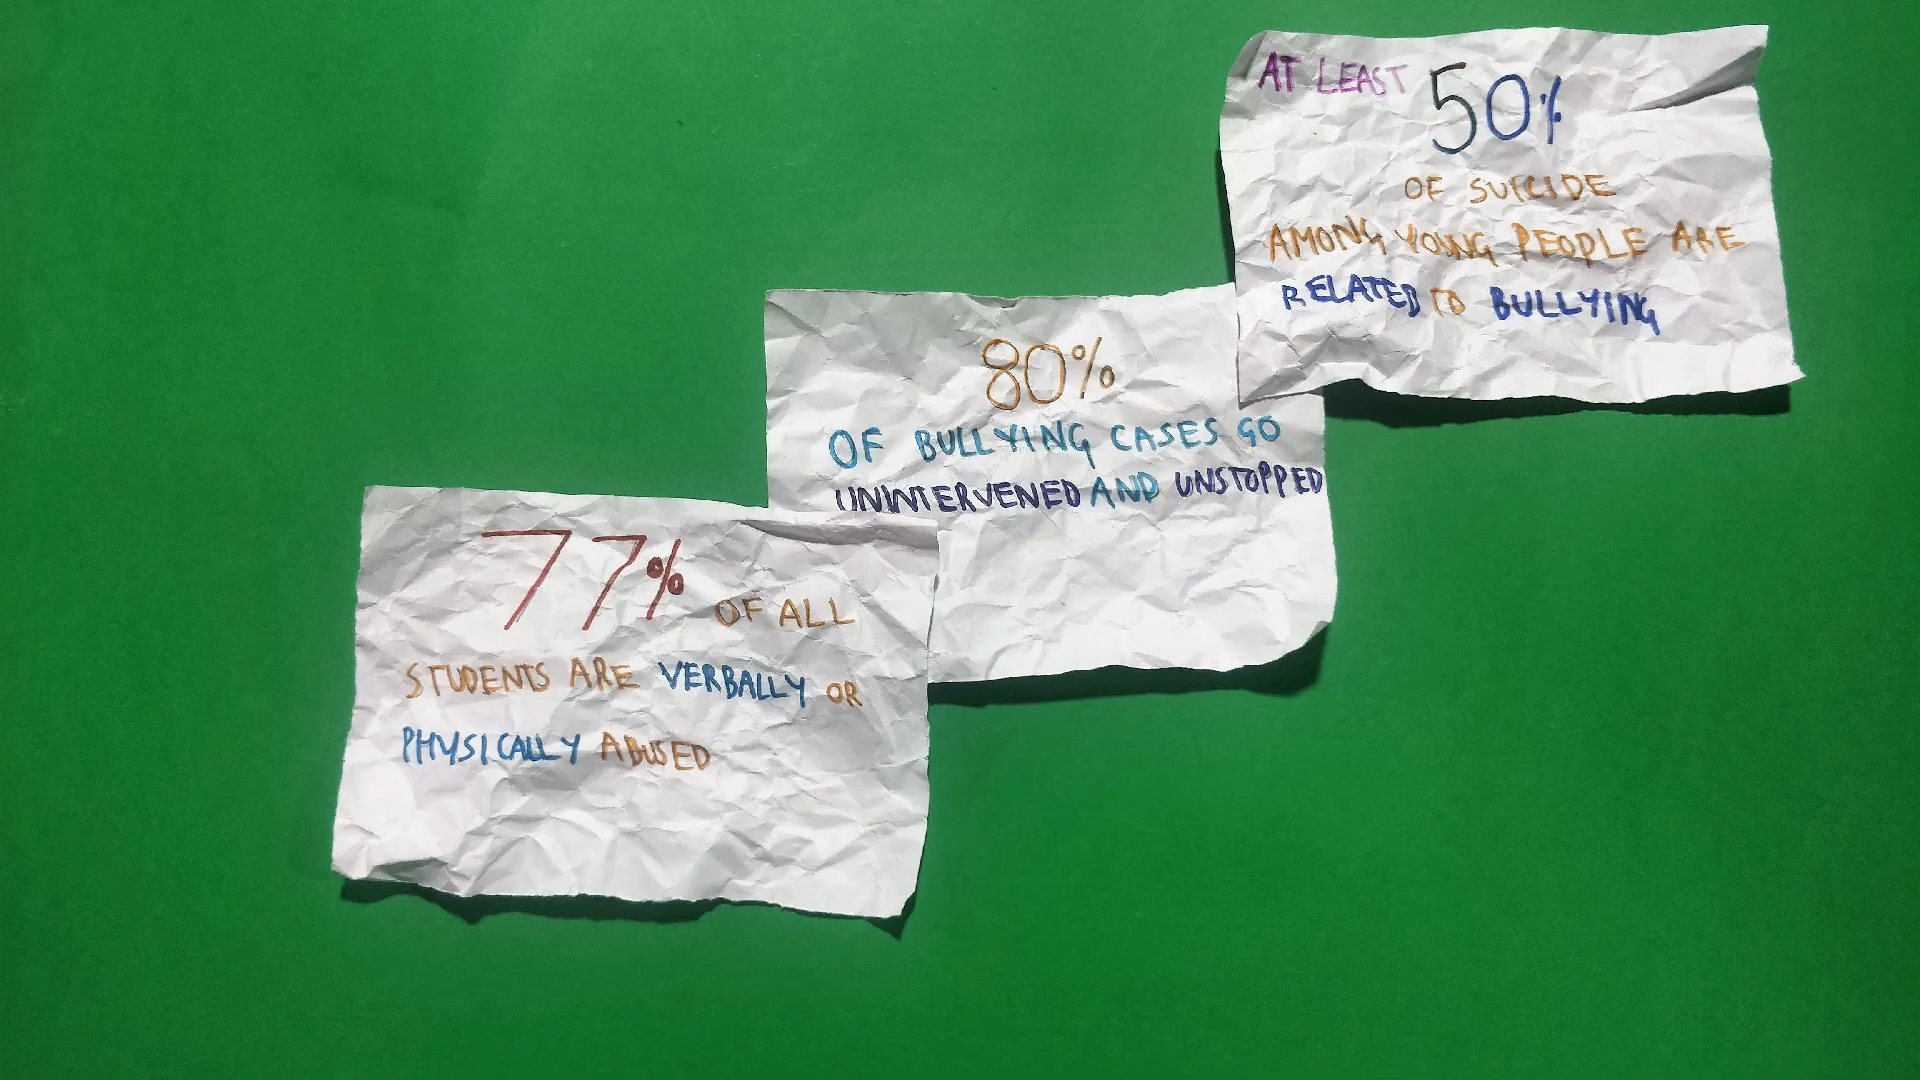 AT LEAST 50%
OF SUICIDE
AMONG YOUNG PEOPLE ARE
RELATED TO BULLYING
80%
OF BULLYING CASES GO
UNINTERVENED AND UNSTOPPED
77% OF ALL
STUDENTS ARE VERBALLY OR
PHYSICALLY ABUSED